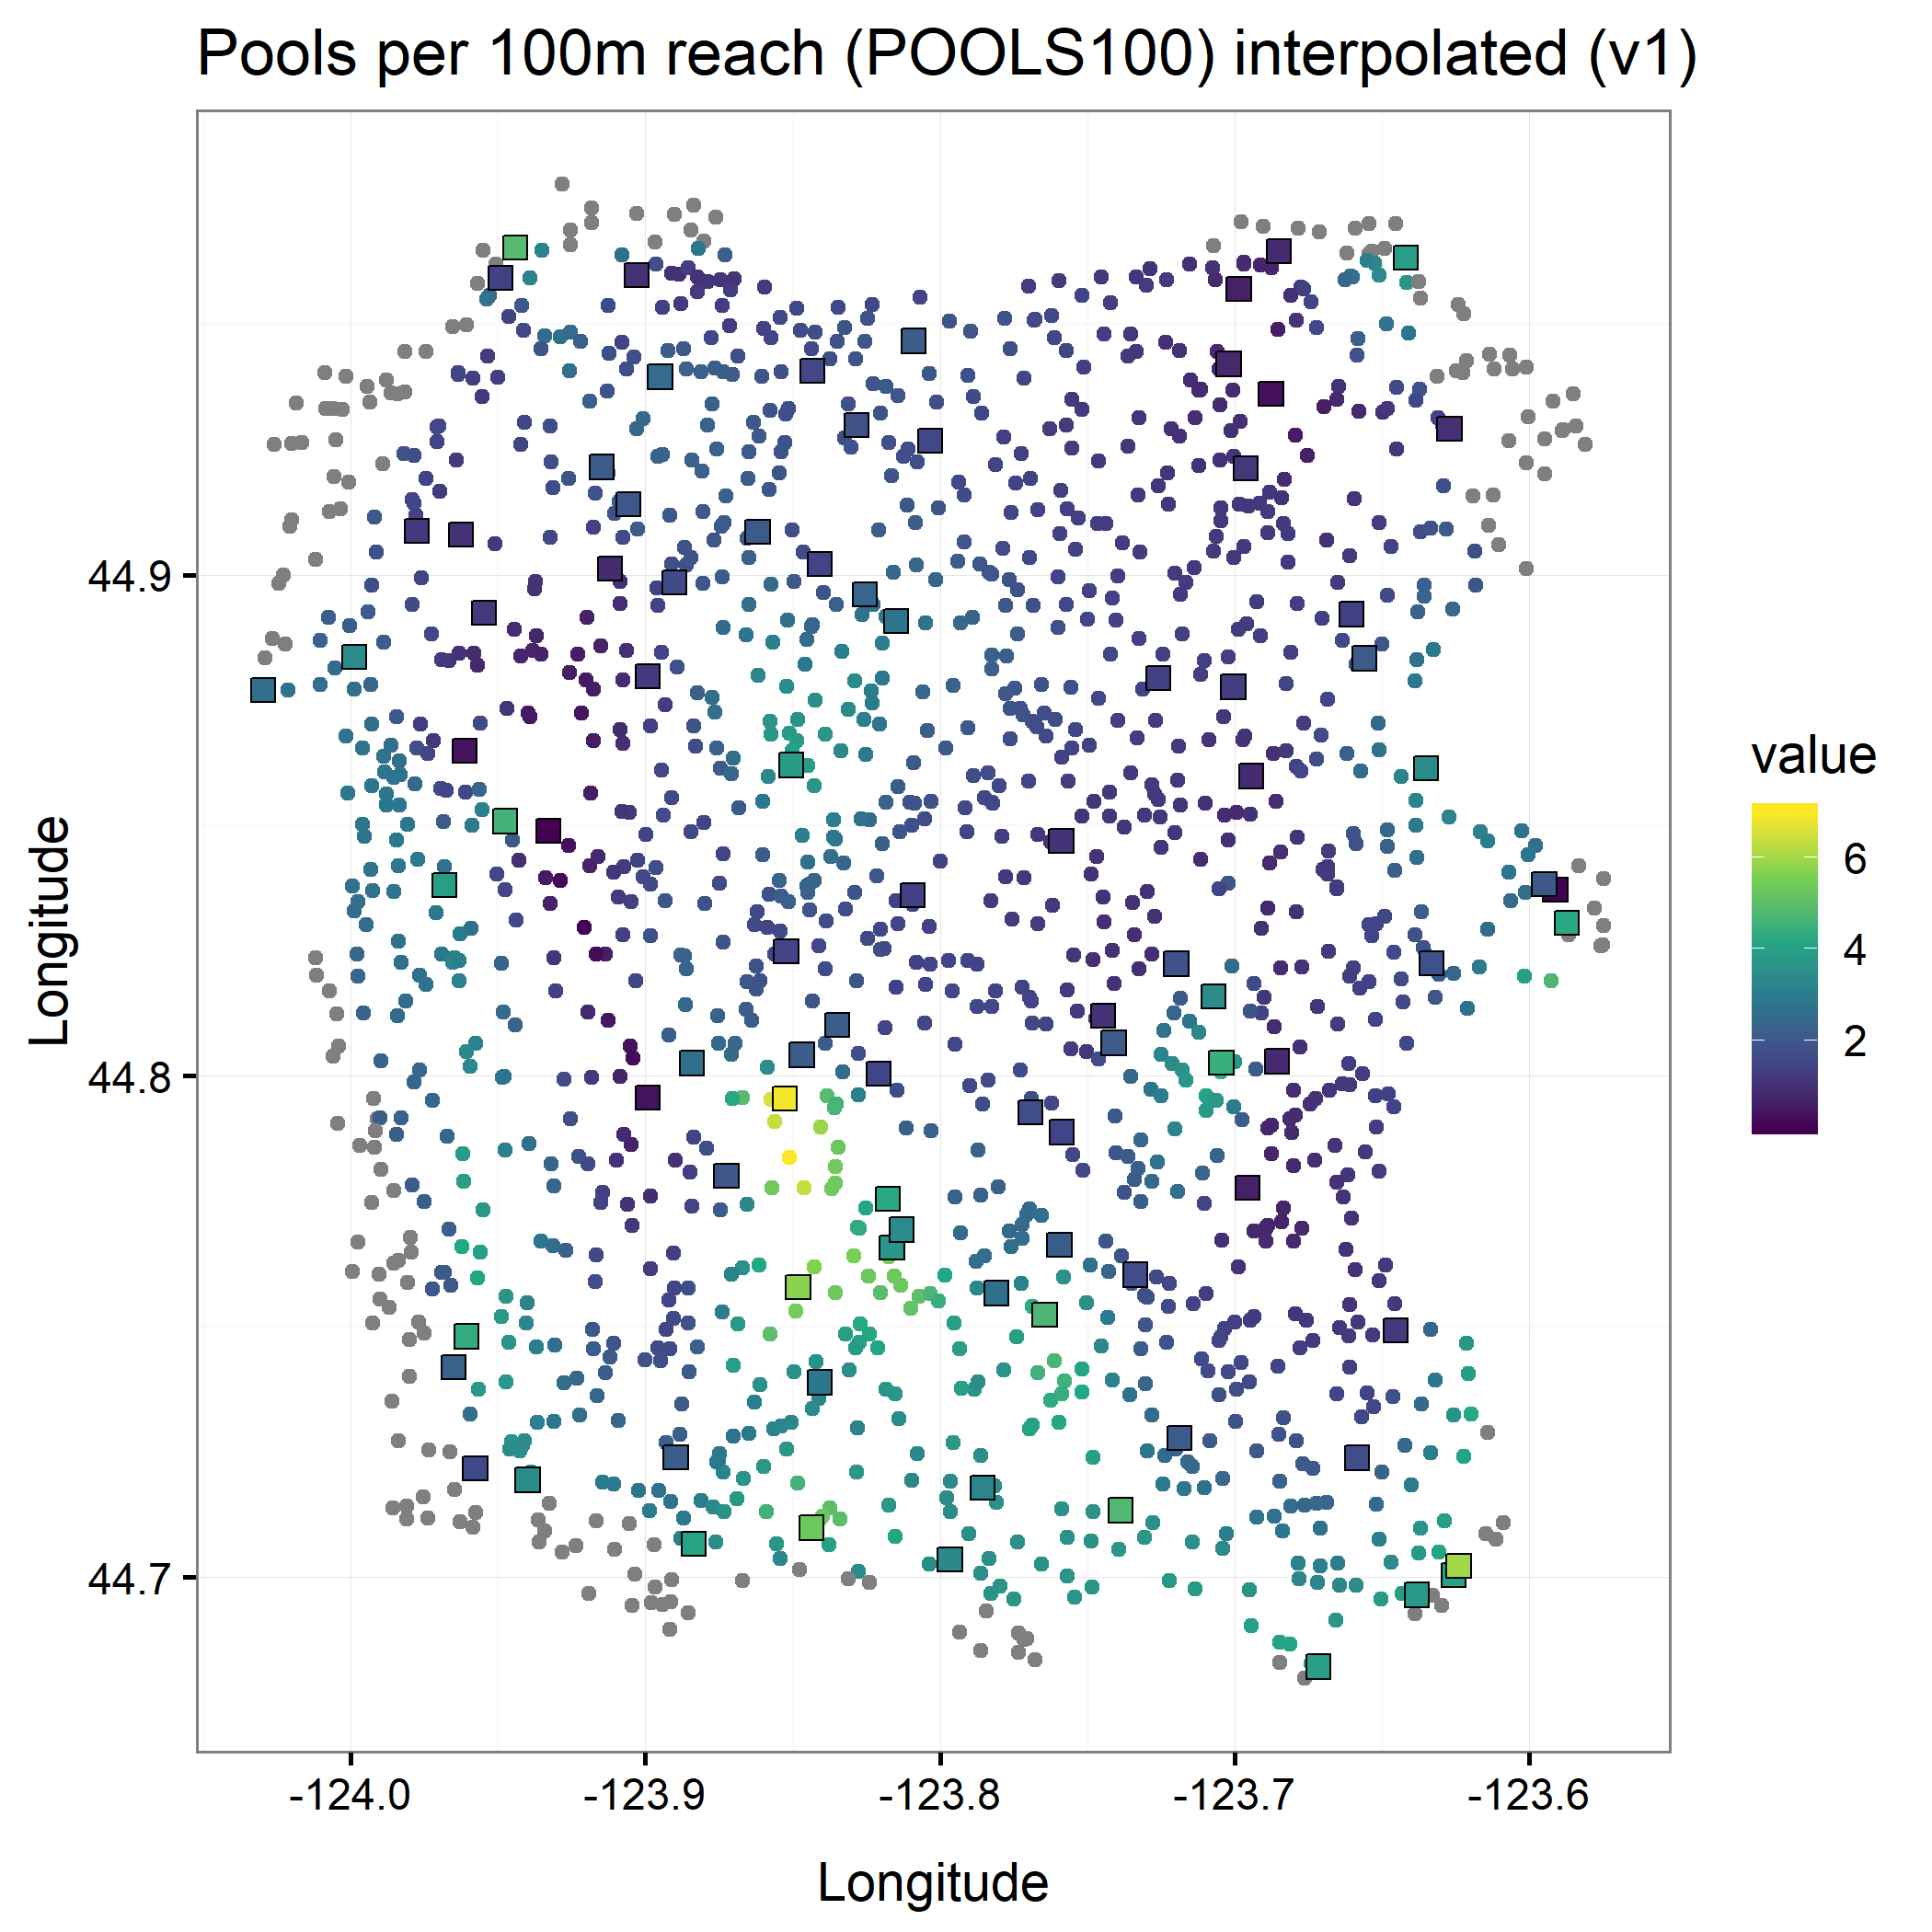 Pools per 100m reach (POOLS100) interpolated (v1)
Longitude
44.9
44.8
44.7
-124.0
-123.9
-123.8
-123.7
-123.6
Longitude
value
6
4
2